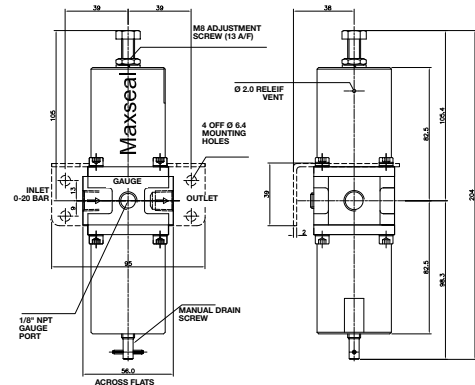 39
39
38
M8 ADJUSTMENT
SCREW (13 A/F)
Maxseal
Ø 2.0 RELEIF
VENT
105
105.4
82.5
204
4 OFF Ø 6.4
MOUNTING
HOLES
GAUGE
INLET
0-20 BAR
13
9
OUTLET
39
2
95
82.5
98.3
1/8" NPT
GAUGE
PORT
MANUAL DRAIN
SCREW
56.0
ACROSS FLATS